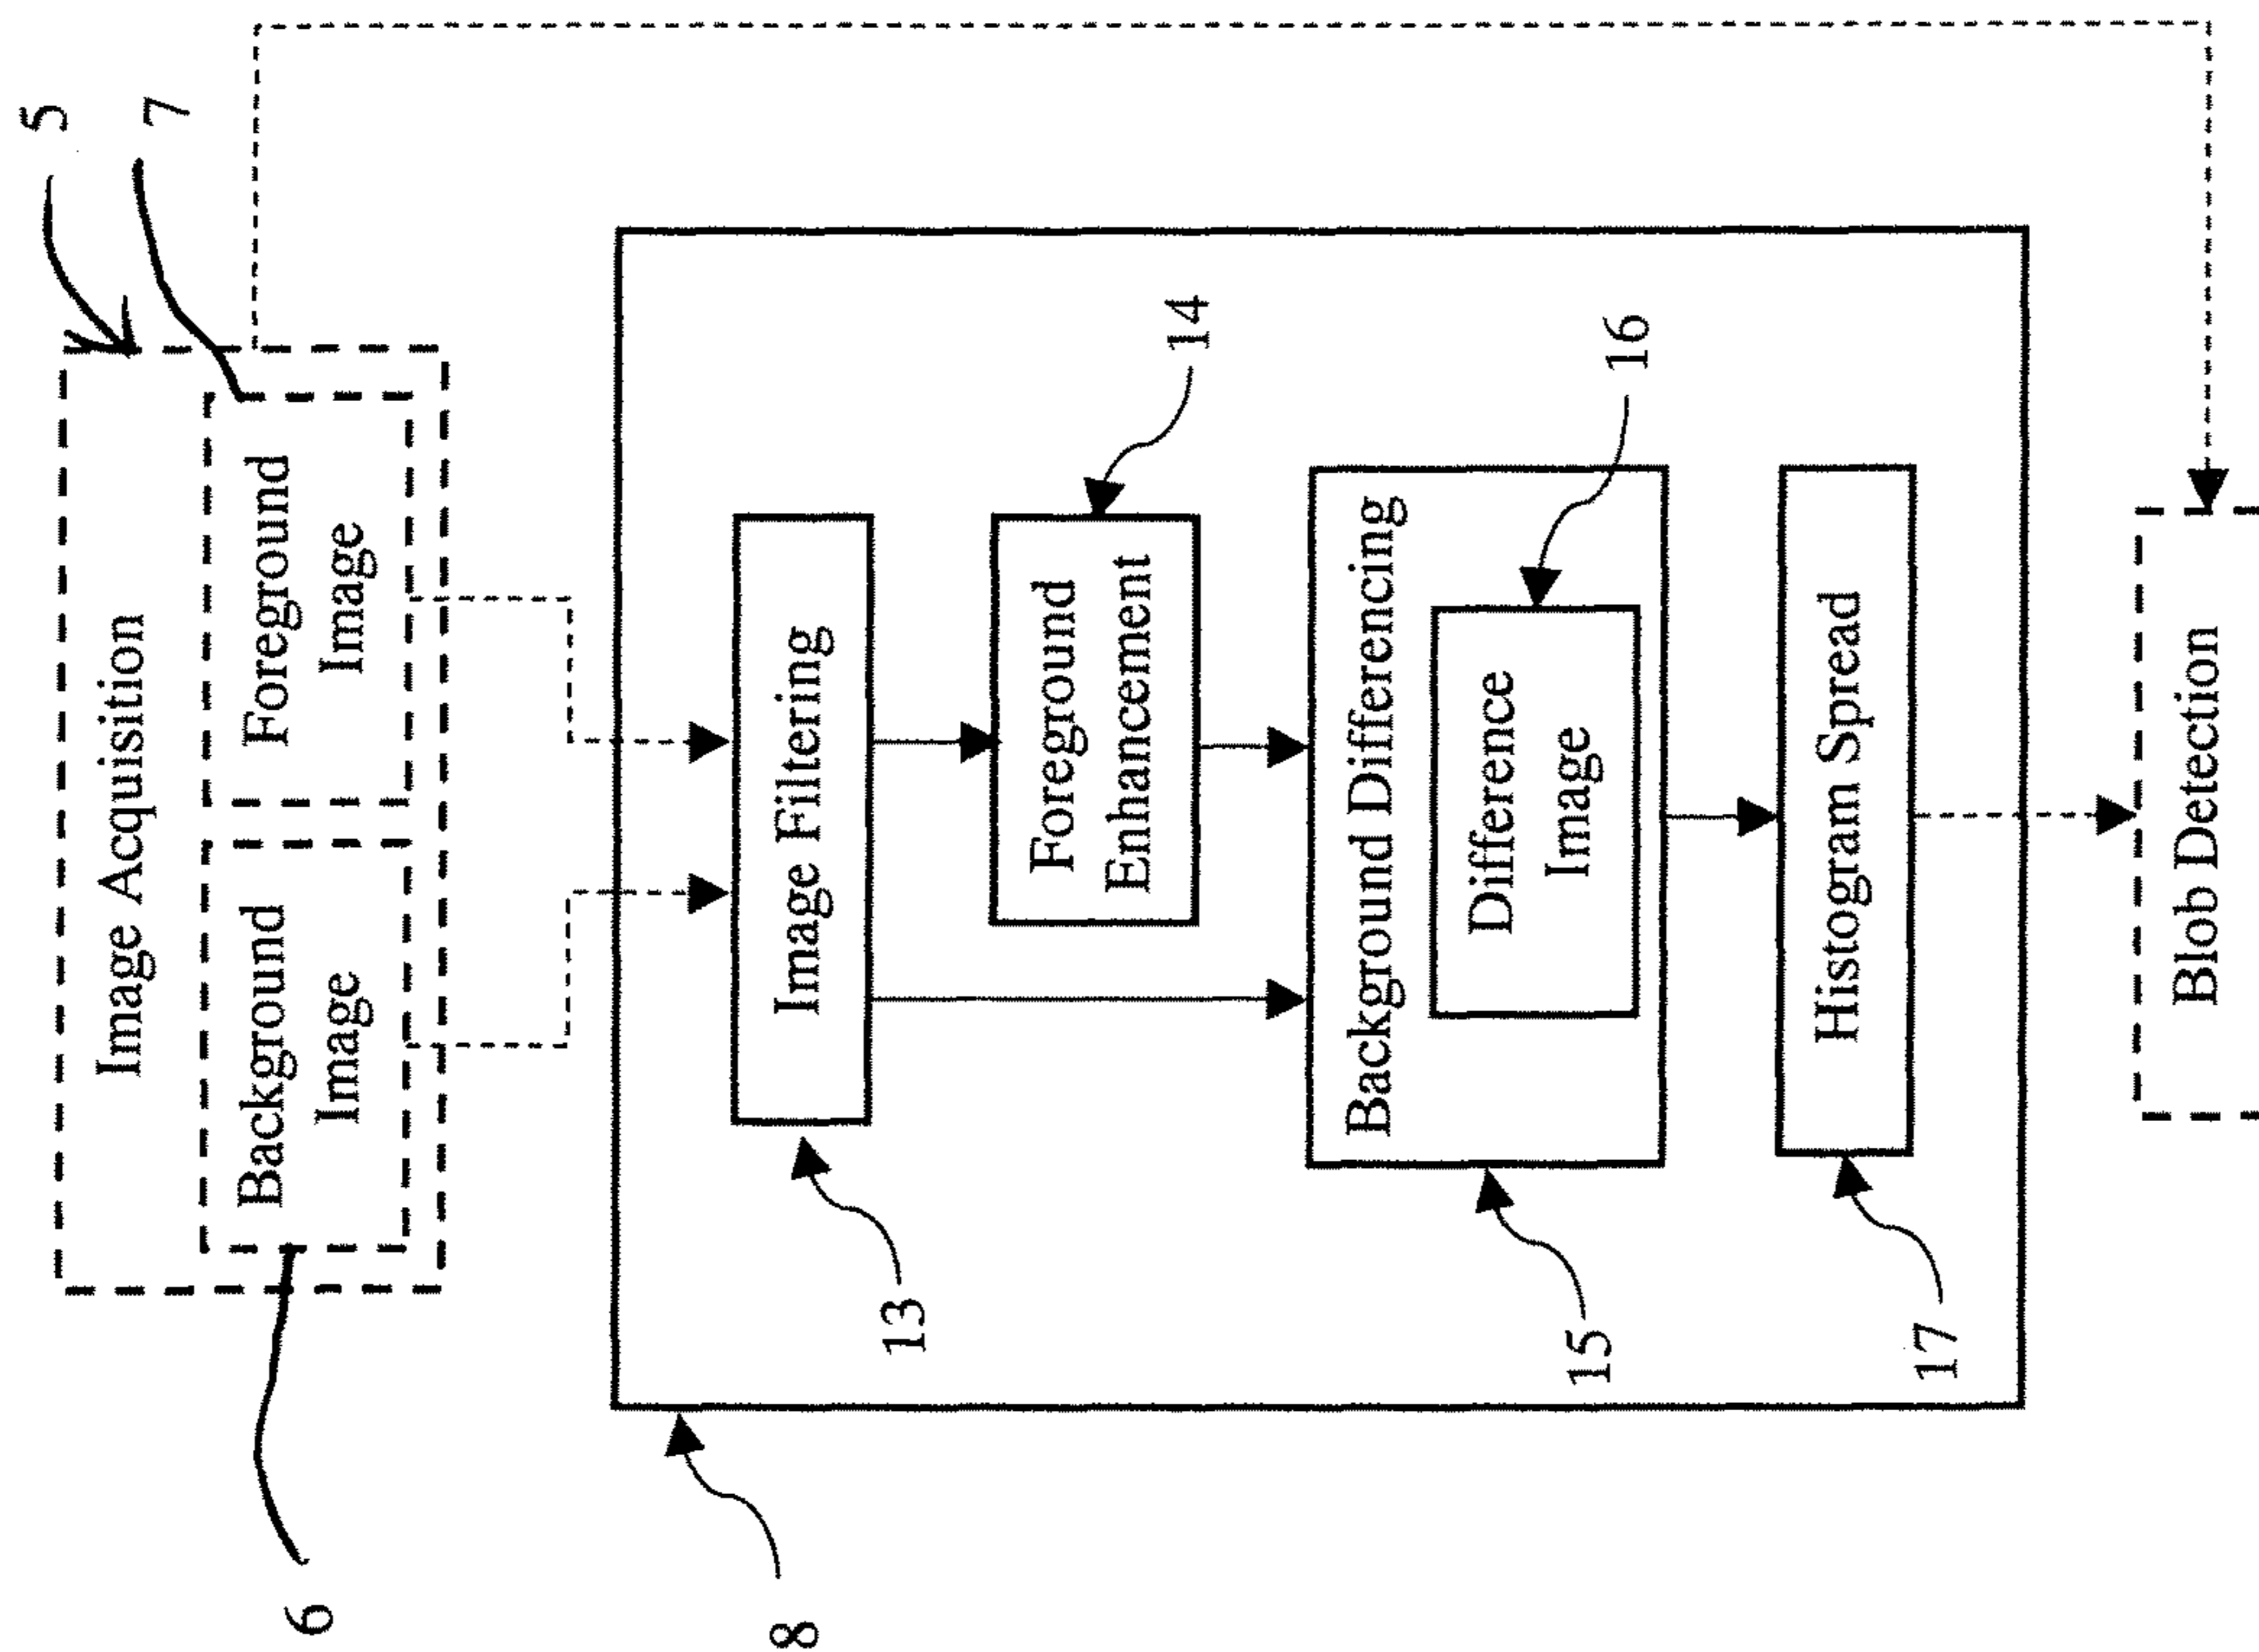 5
7
Image Acquisition
Background
Image
Foreground
Image
6
8
Image Filtering
13
Foreground
Enhancement
14
Background Differencing
Difference
Image
16
15
Histogram Spread
17
Blob Detection